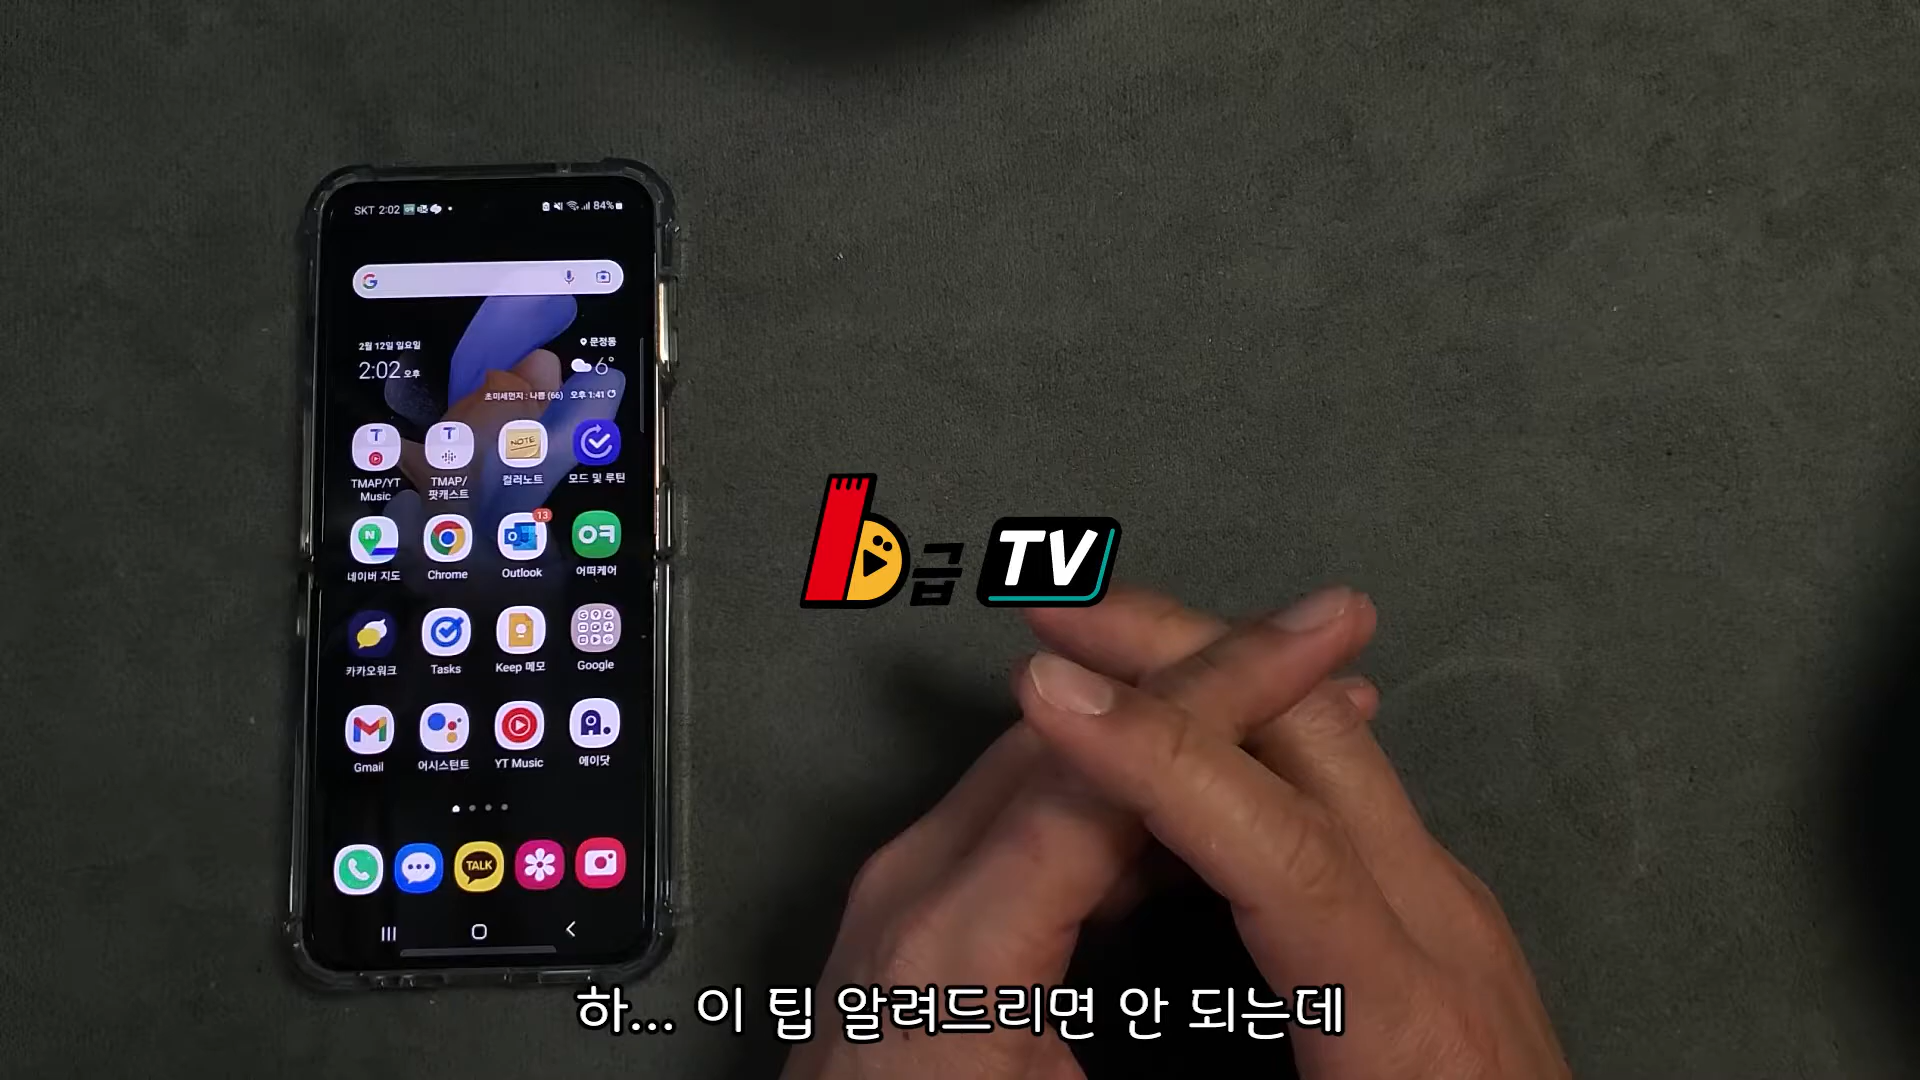 SKT 2:02
84%
2월 12일 일요일
2:02 오후
문정동
6°
초미세먼지 : 나쁨 (66) 오후 1:41
TMAP/YT Music
TMAP/팟캐스트
NOTE
컬러노트
모드 및 루틴
네이버 지도
Chrome
13
Outlook
어떠케어
카카오워크
Tasks
Keep 메모
Google
Gmail
어시스턴트
YT Music
에이닷
TALK
b급 TV
하... 이 팁 알려드리면 안 되는데